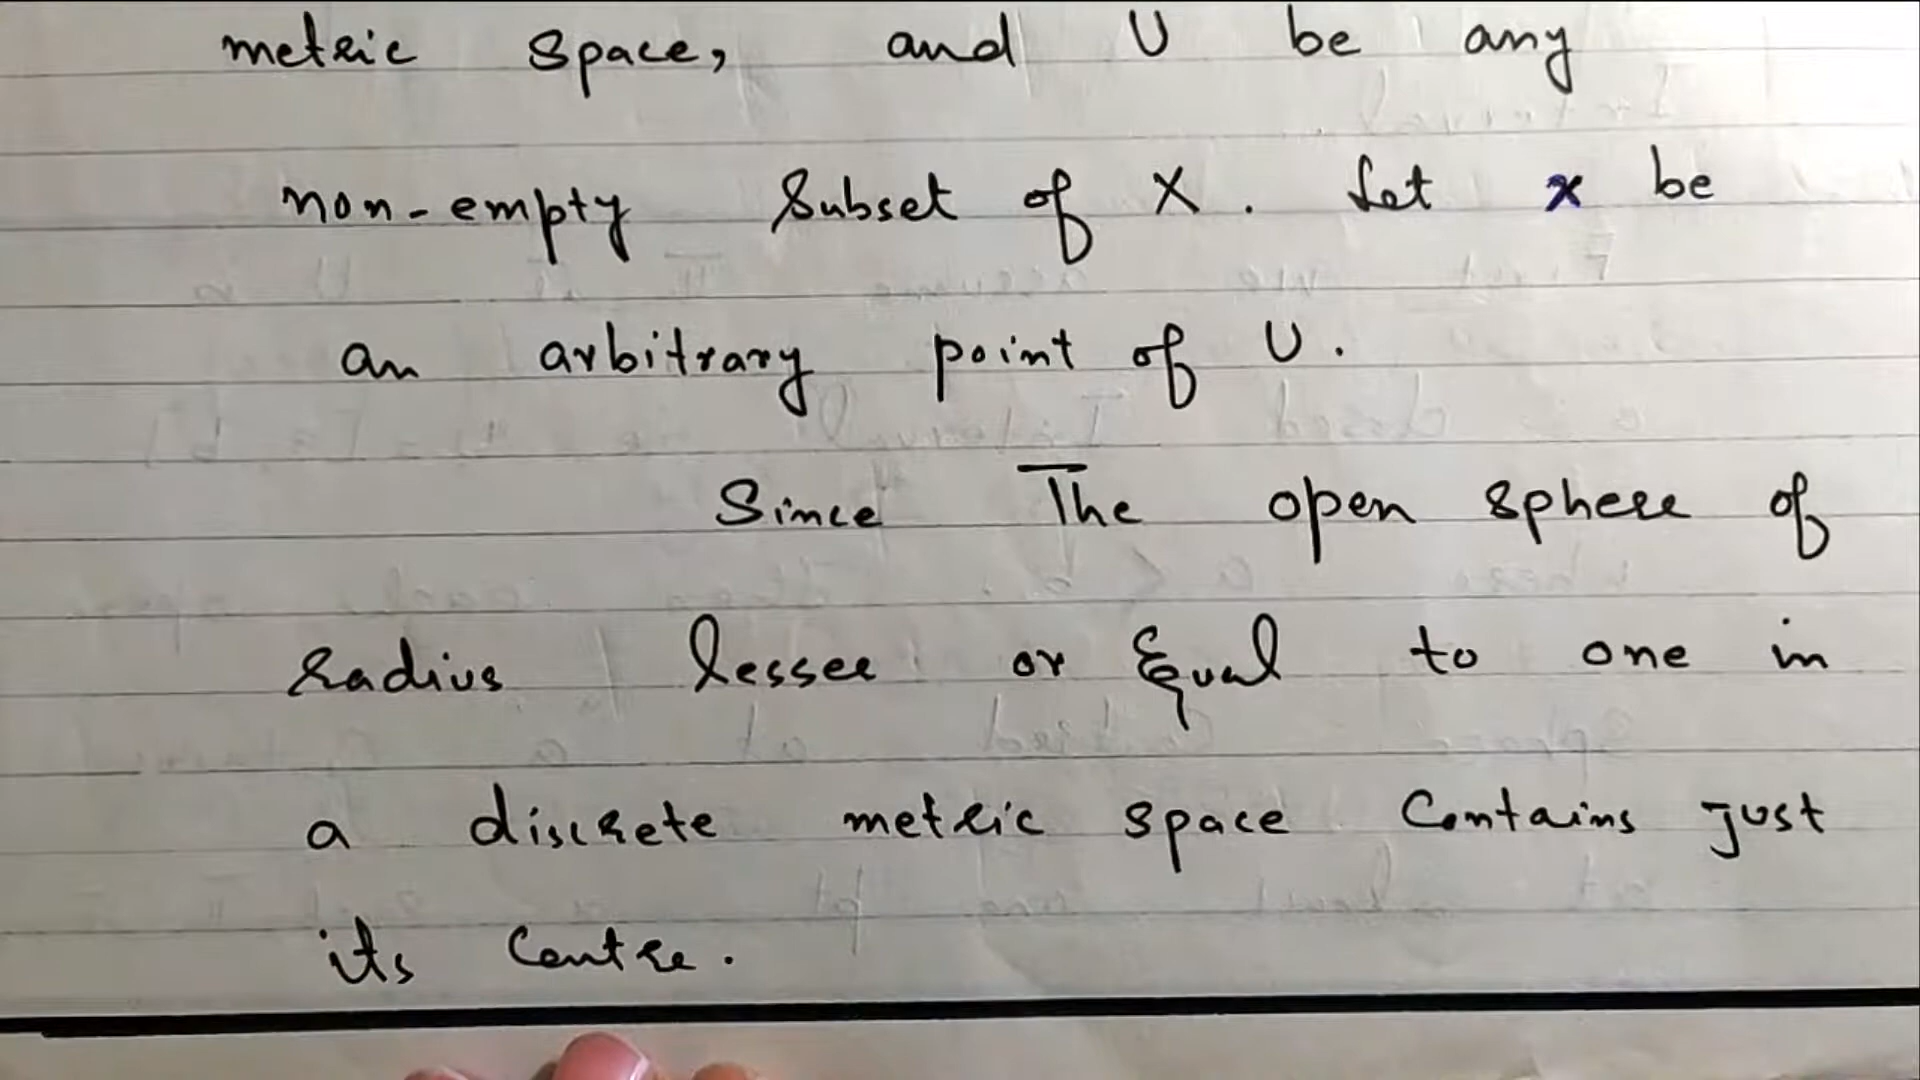 metric space, and U be any
non-empty Subset of X. Let x be
an arbitrary point of U.
Since The open sphere of
radius lesser or Equal to one in
a discrete metric space Contains just
its Centre.